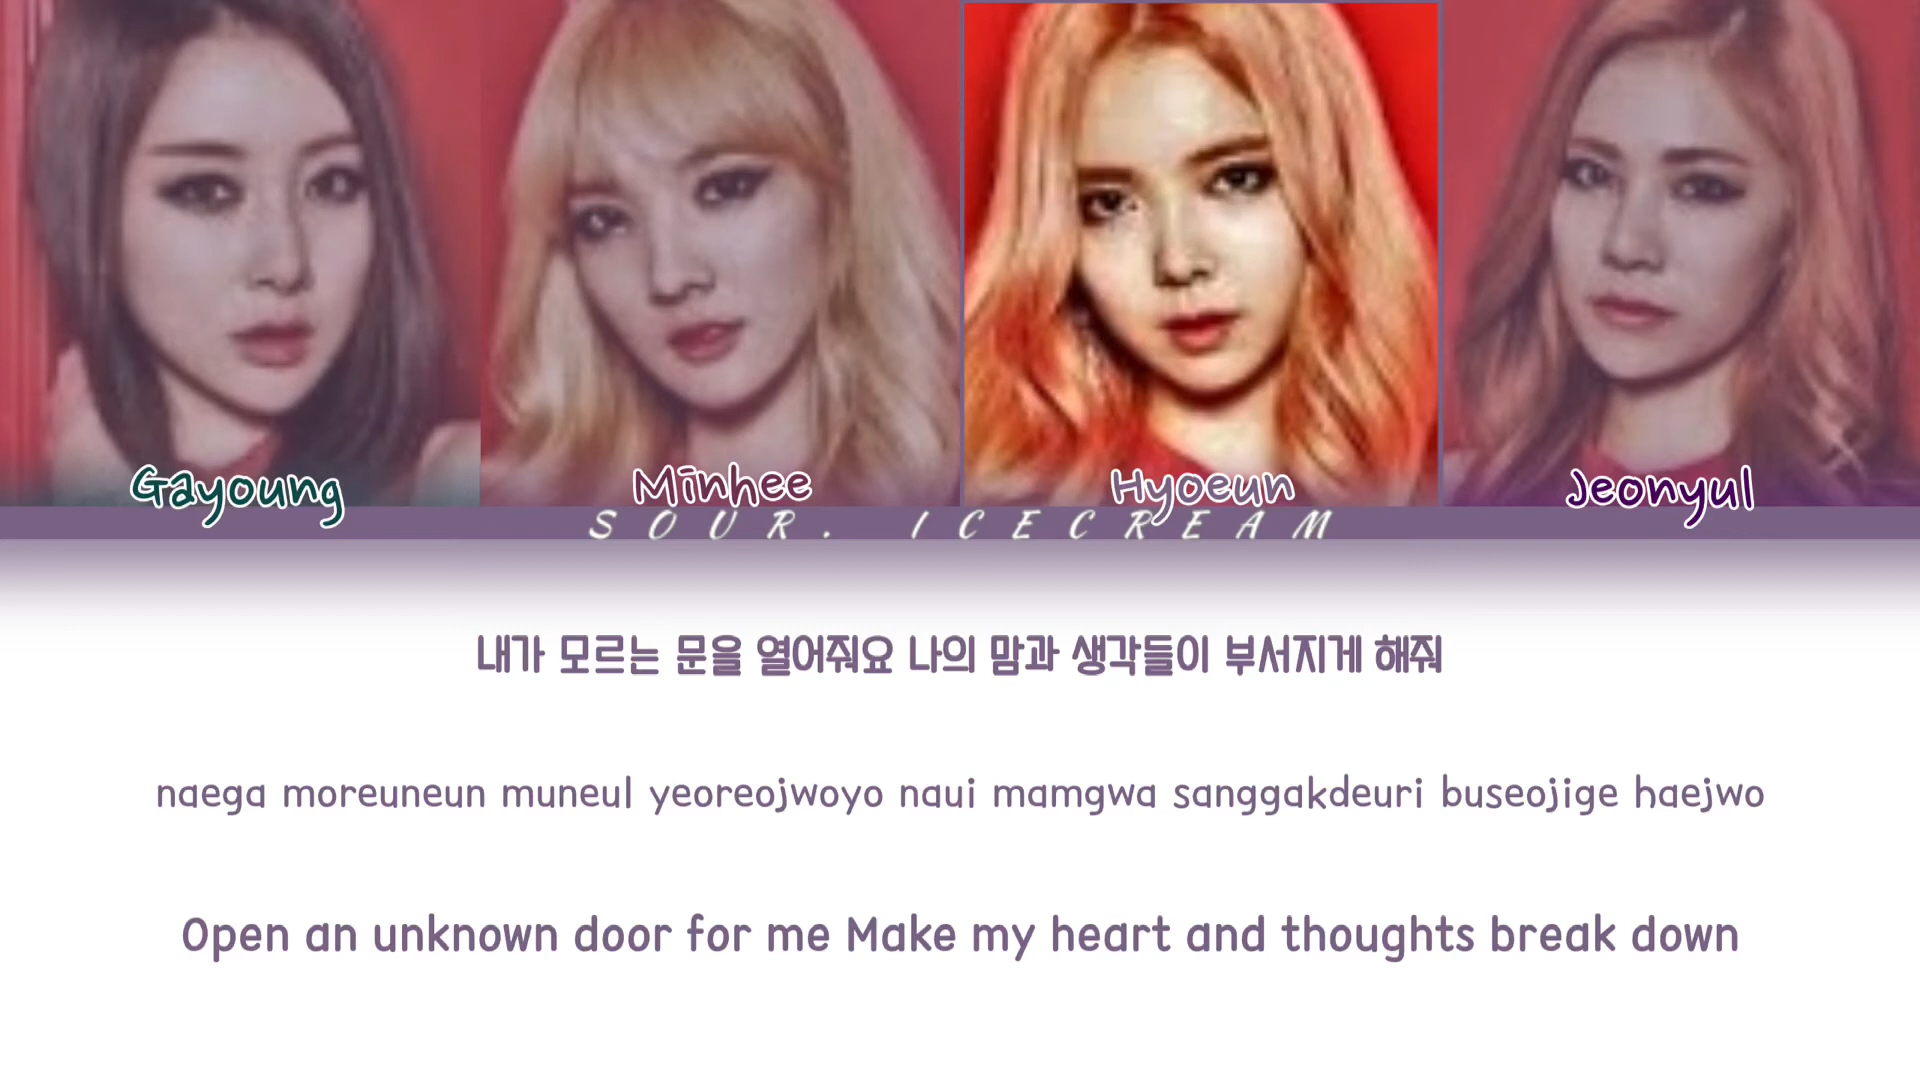 Gayoung Minhee Hyoeun Jeonyul
SOUR. ICECREAM
내가 모르는 문을 열어줘요 나의 맘과 생각들이 부서지게 해줘
naega moreuneun muneul yeoreojwoyo naui mamgwa sanggakdeuri buseojige haejwo
Open an unknown door for me Make my heart and thoughts break down